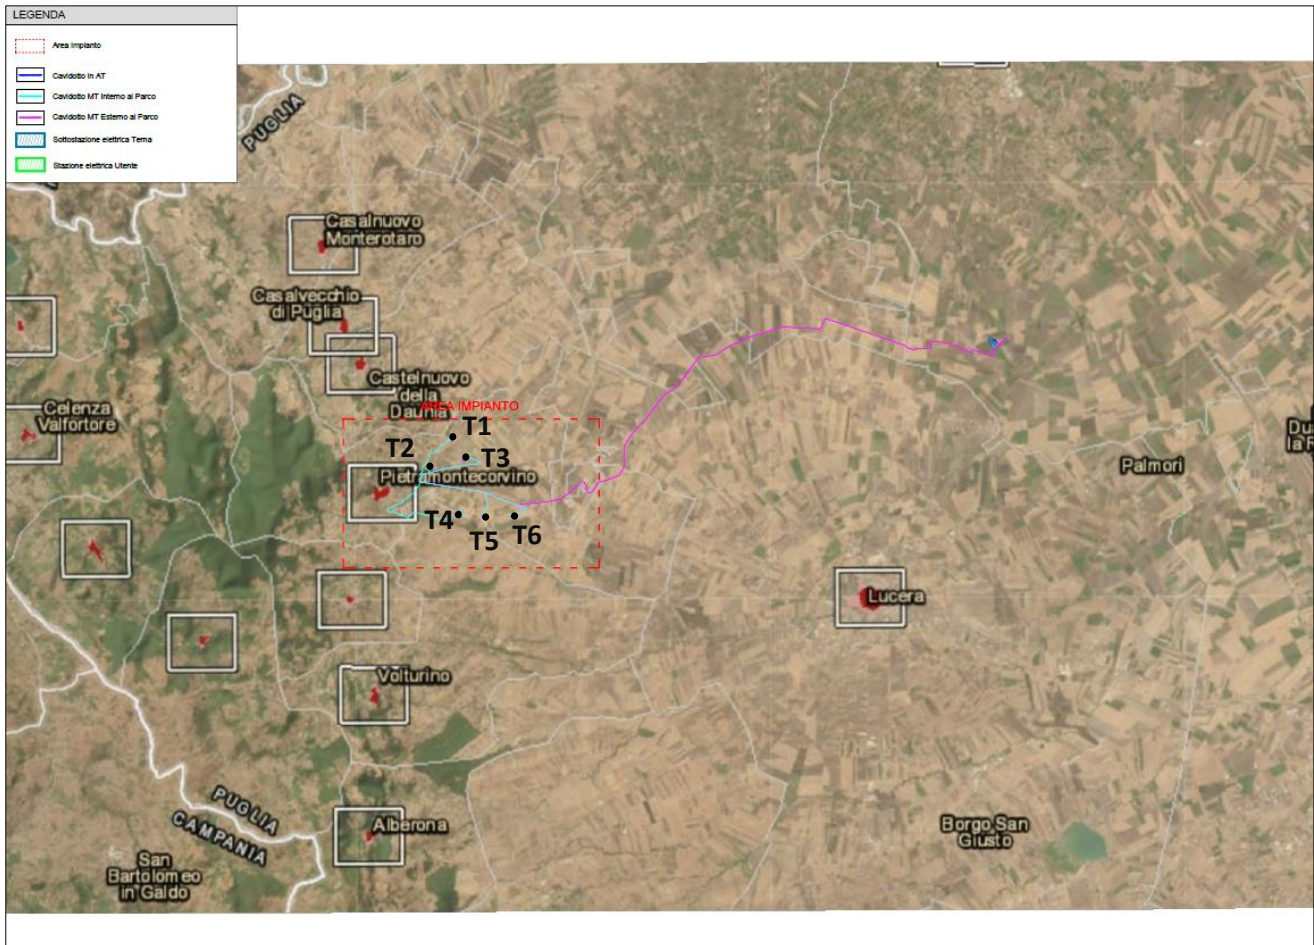 LEGENDA
Area Impianto
Cavidotto in AT
Cavidotto MT Interno al Parco
Cavidotto MT Esterno al Parco
Sottostazione elettrica Terna
Stazione elettrica Utente
PUGLIA
Casalnuovo
Monterotaro
Casalvecchio
di Puglia
Castelnuovo
della
Daunia
AREA IMPIANTO
Celenza
Valfortore
T1
T2
T3
Pietramontecorvino
T4
T5
T6
Palmori
Lucera
Volturino
PUGLIA
CAMPANIA
Alberona
San
Bartolomeo
in Galdo
Borgo San
Giusto